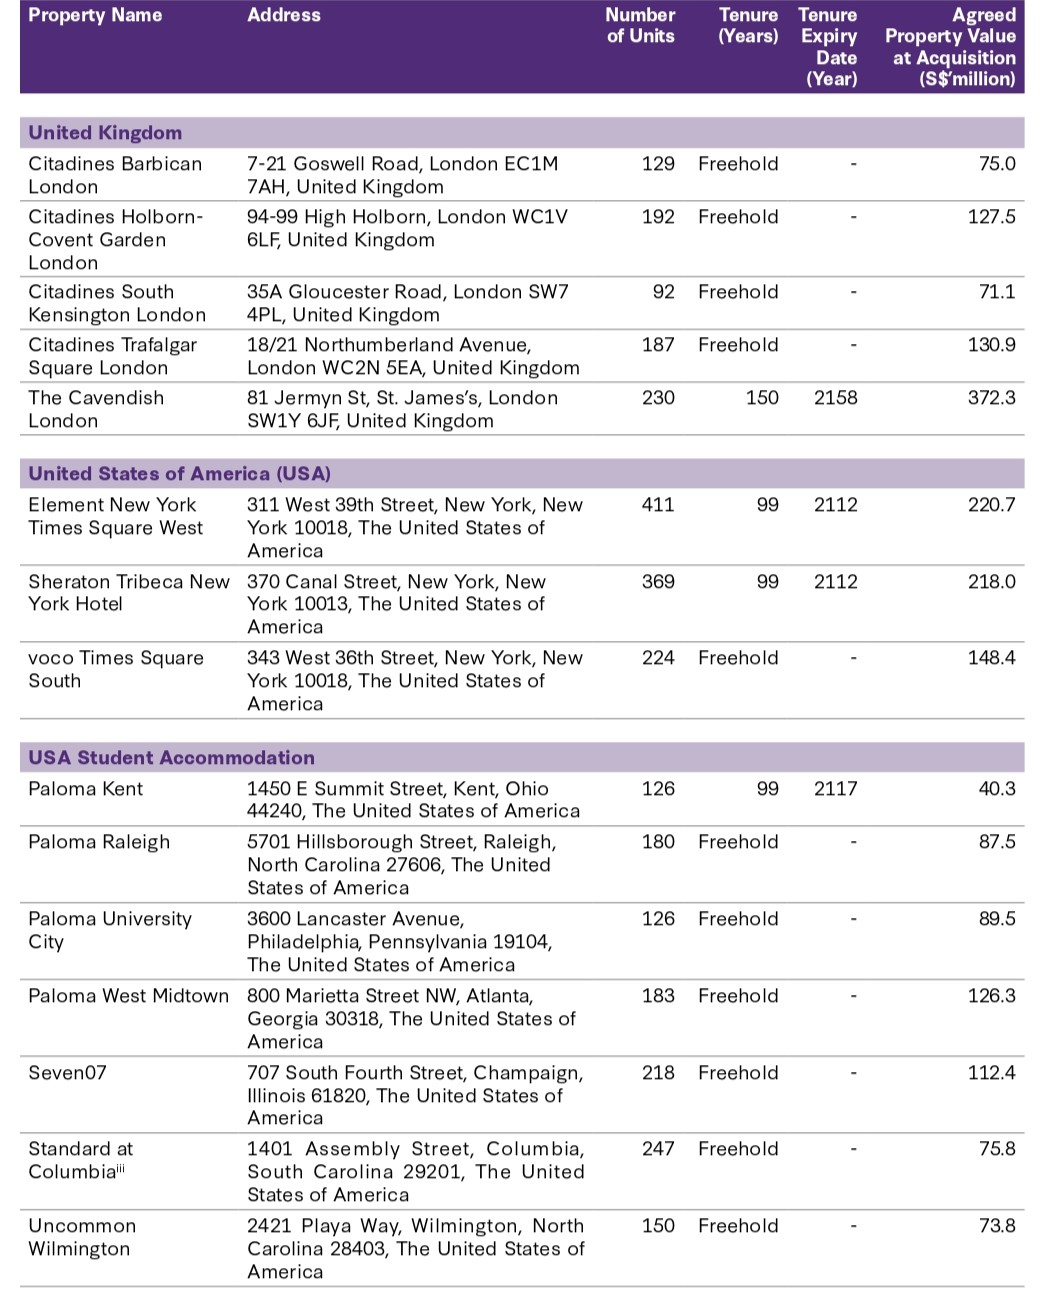 Property Name Address Number of Units Tenure (Years) Tenure Expiry Date (Year) Agreed Property Value at Acquisition (S$'million)
United Kingdom
Citadines Barbican 7-21 Goswell Road, London EC1M 129 Freehold - 75.0
London 7AH, United Kingdom
Citadines Holborn- 94-99 High Holborn, London WC1V 192 Freehold - 127.5
Covent Garden 6LF, United Kingdom
London
Citadines South 35A Gloucester Road, London SW7 92 Freehold - 71.1
Kensington London 4PL, United Kingdom
Citadines Trafalgar 18/21 Northumberland Avenue, 187 Freehold - 130.9
Square London London WC2N 5EA, United Kingdom
The Cavendish 81 Jermyn St, St. James's, London 230 150 2158 372.3
London SW1Y 6JF, United Kingdom
United States of America (USA)
Element New York 311 West 39th Street, New York, New 411 99 2112 220.7
Times Square West York 10018, The United States of
America
Sheraton Tribeca New 370 Canal Street, New York, New 369 99 2112 218.0
York Hotel York 10013, The United States of
America
voco Times Square 343 West 36th Street, New York, New 224 Freehold - 148.4
South York 10018, The United States of
America
USA Student Accommodation
Paloma Kent 1450 E Summit Street, Kent, Ohio 126 99 2117 40.3
44240, The United States of America
Paloma Raleigh 5701 Hillsborough Street, Raleigh, 180 Freehold - 87.5
North Carolina 27606, The United
States of America
Paloma University 3600 Lancaster Avenue, 126 Freehold - 89.5
City Philadelphia, Pennsylvania 19104,
The United States of America
Paloma West Midtown 800 Marietta Street NW, Atlanta, 183 Freehold - 126.3
Georgia 30318, The United States of
America
Seven07 707 South Fourth Street, Champaign, 218 Freehold - 112.4
Illinois 61820, The United States of
America
Standard at 1401 Assembly Street, Columbia, 247 Freehold - 75.8
Columbiaiii South Carolina 29201, The United
States of America
Uncommon 2421 Playa Way, Wilmington, North 150 Freehold - 73.8
Wilmington Carolina 28403, The United States of
America